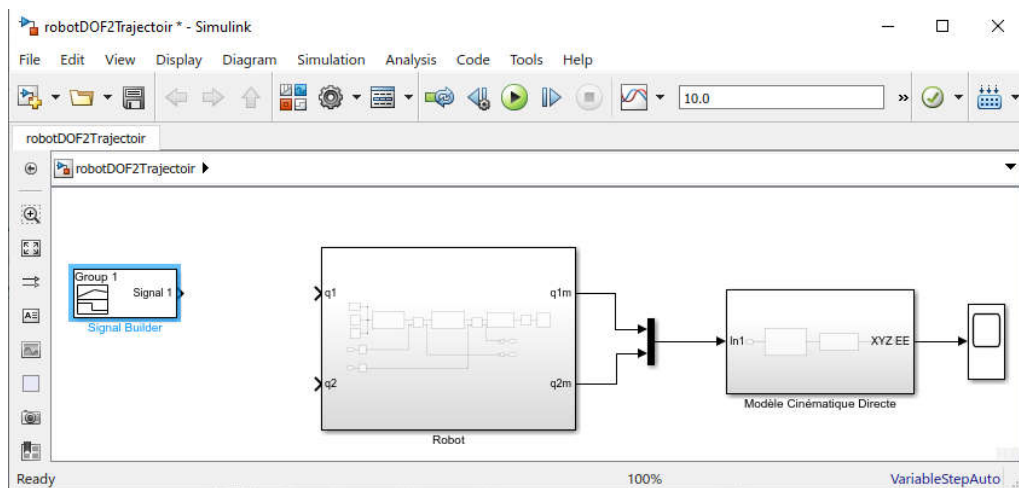 robotDOF2Trajectoir * - Simulink
File Edit View Display Diagram Simulation Analysis Code Tools Help
10.0 »
robotDOF2Trajectoir
robotDOF2Trajectoir
Group 1
Signal 1
Signal Builder
q1
q2
q1m
q2m
Robot
In1
XYZ EE
Modèle Cinématique Directe
Ready 100% VariableStepAuto